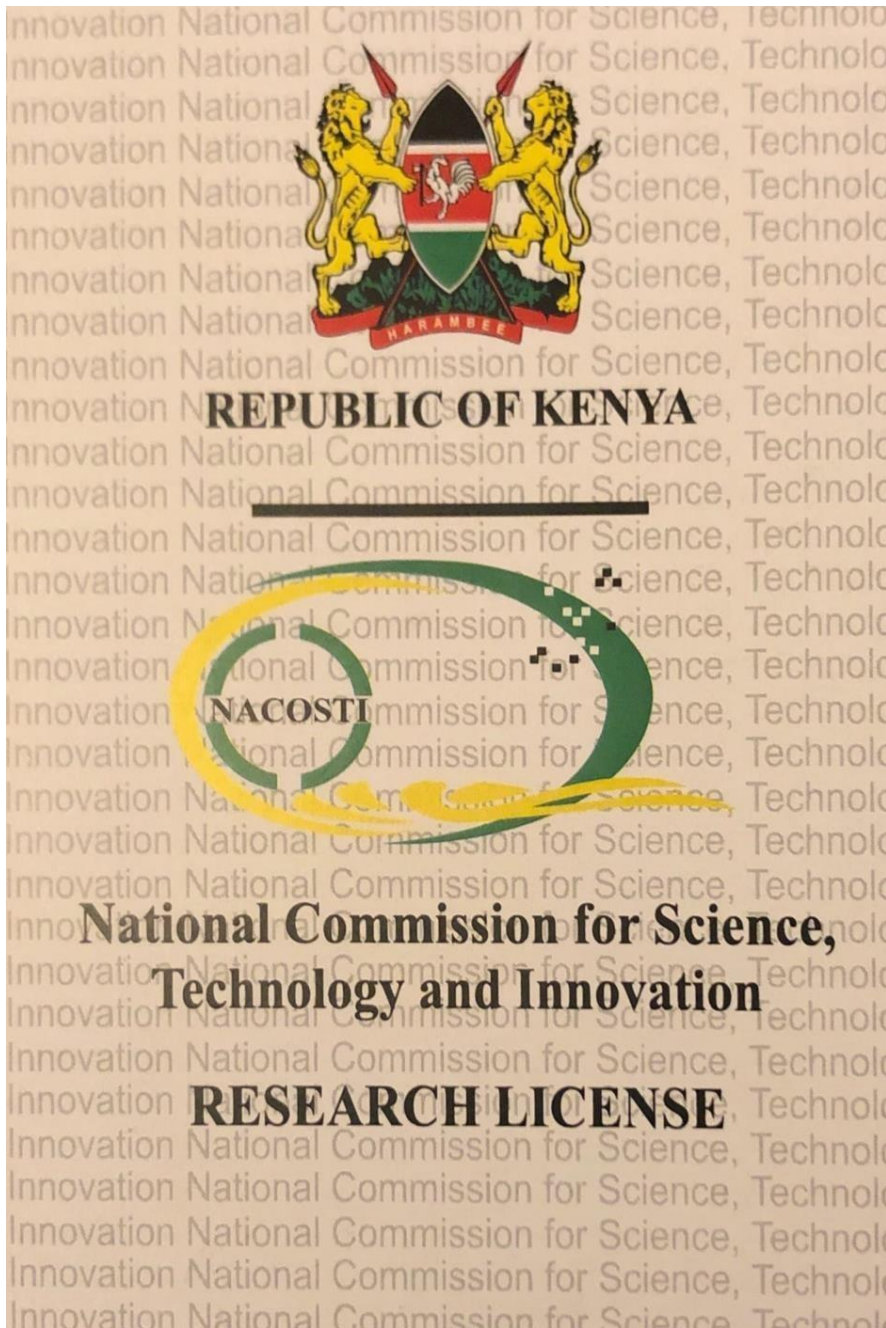 HARAMBEE
REPUBLIC OF KENYA
NACOSTI
National Commission for Science,
Technology and Innovation
RESEARCH LICENSE